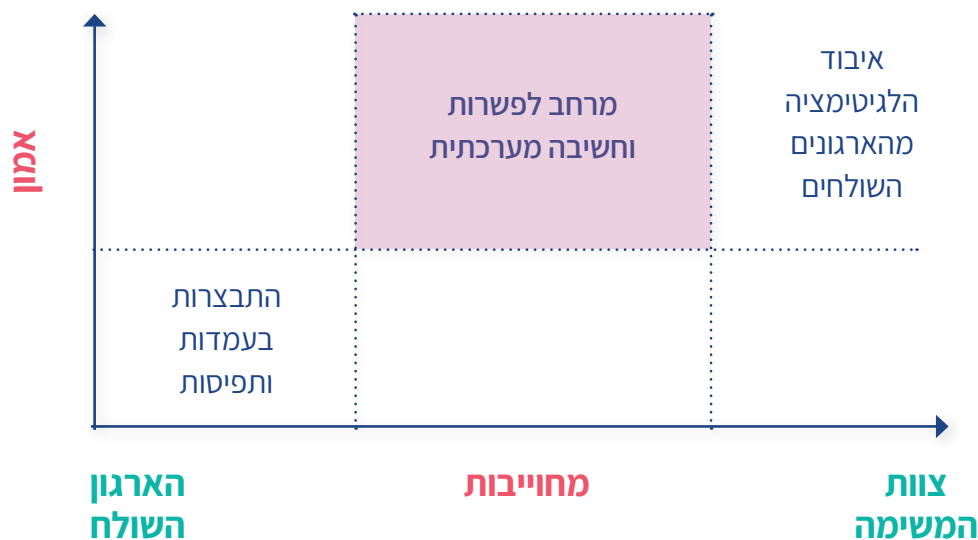 איבוד
הלגיטימציה
מהארגונים
השולחים
מרחב לפשרות
וחשיבה מערכתית
אמון
התבצרות
בעמדות
ותפיסות
צוות
המשימה
מחוייבות
הארגון
השולח